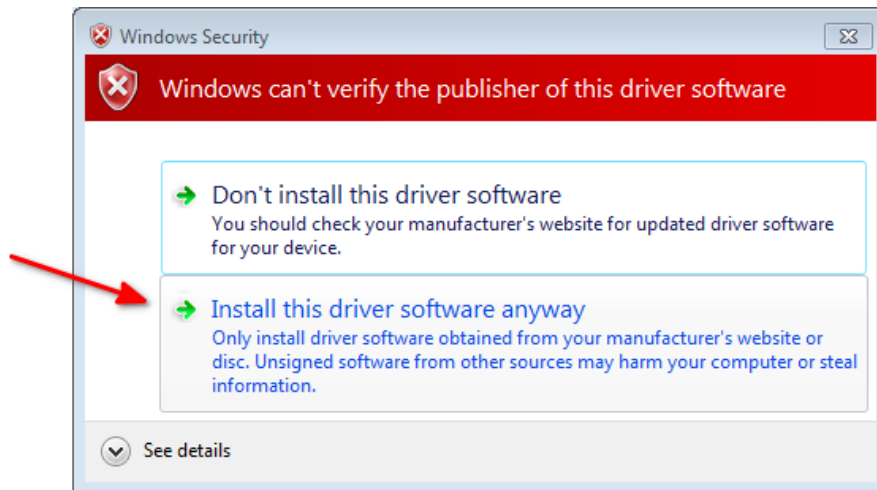 Windows Security
Windows can't verify the publisher of this driver software
Don't install this driver software
You should check your manufacturer's website for updated driver software
for your device.
Install this driver software anyway
Only install driver software obtained from your manufacturer's website or
disc. Unsigned software from other sources may harm your computer or steal
information.
See details